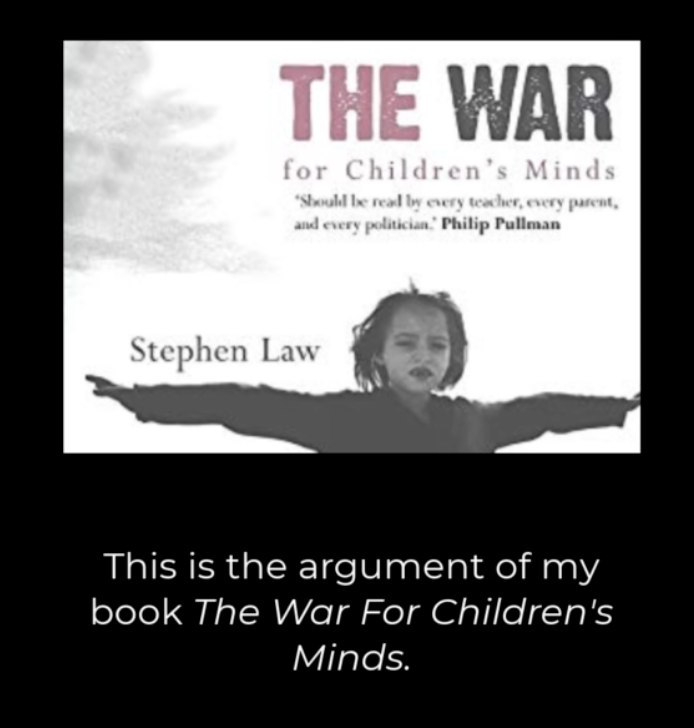 THE WAR
for Children's Minds
'Should be read by every teacher, every parent,
and every politician.' Philip Pullman
Stephen Law
This is the argument of my
book The War For Children's
Minds.